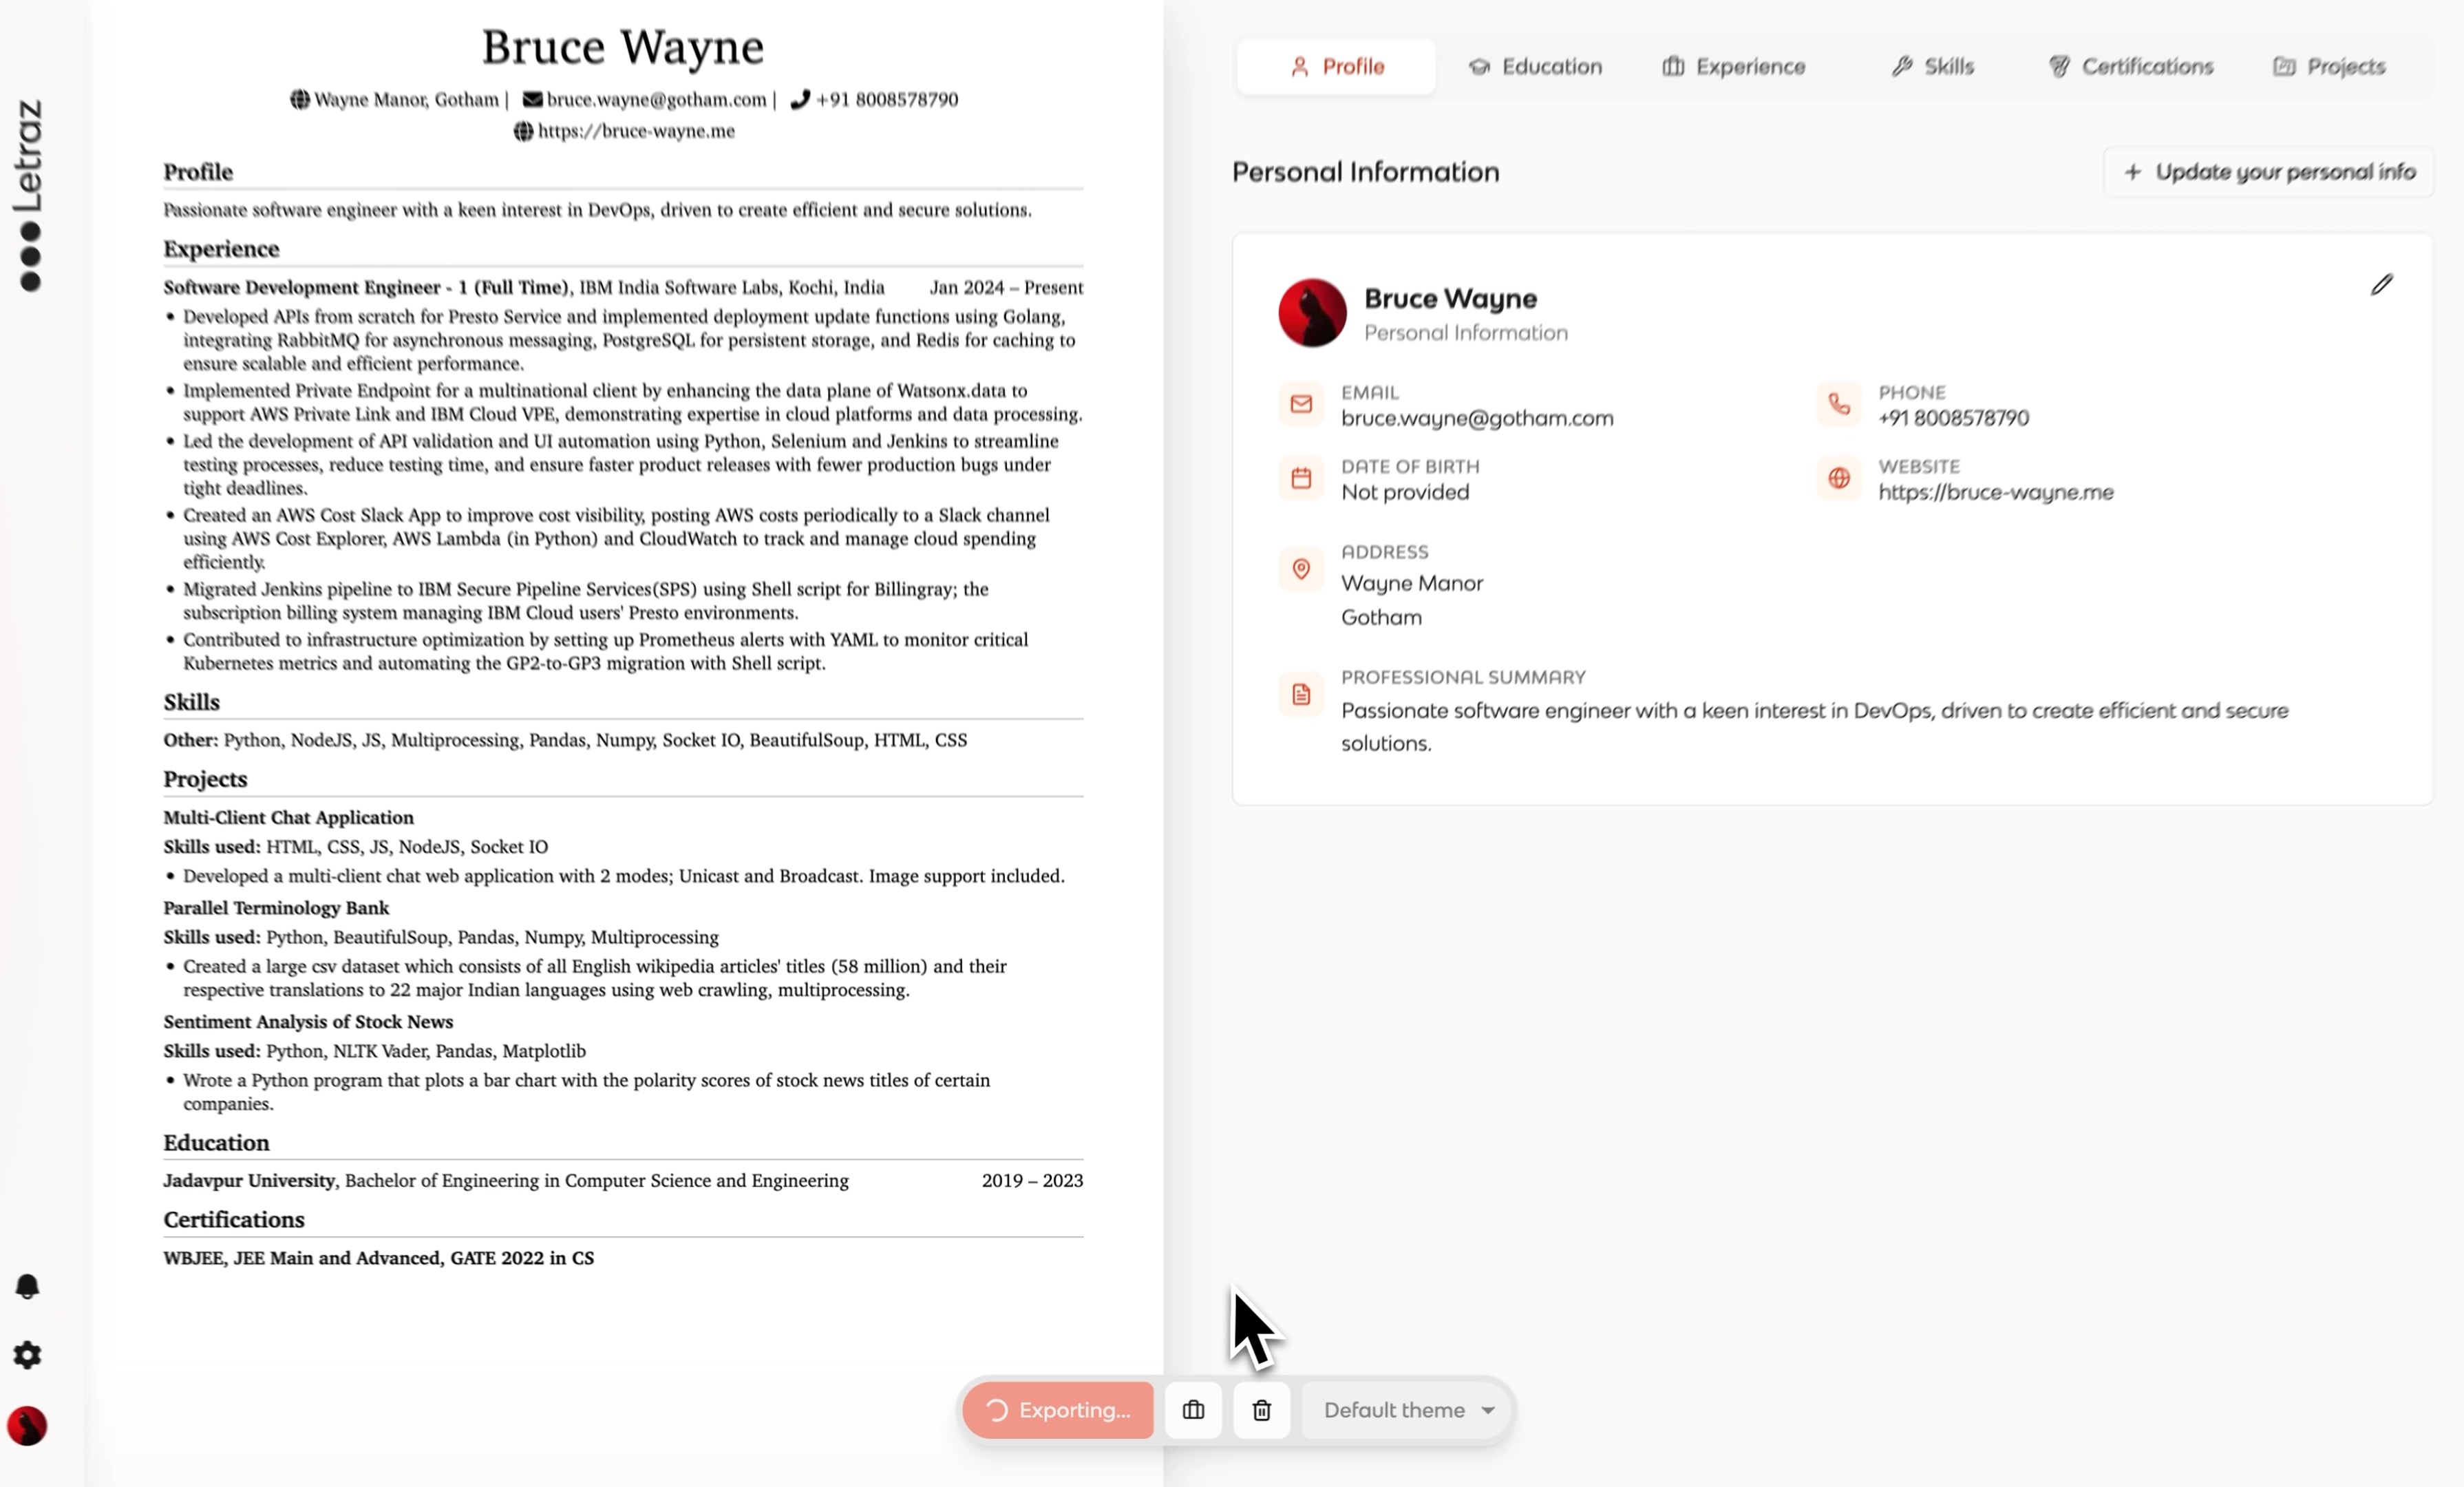 Letraz
Bruce Wayne
Wayne Manor, Gotham | bruce.wayne@gotham.com | +91 8008578790
https://bruce-wayne.me
Profile
Passionate software engineer with a keen interest in DevOps, driven to create efficient and secure solutions.
Experience
Software Development Engineer - 1 (Full Time), IBM India Software Labs, Kochi, India Jan 2024 – Present
• Developed APIs from scratch for Presto Service and implemented deployment update functions using Golang,
integrating RabbitMQ for asynchronous messaging, PostgreSQL for persistent storage, and Redis for caching to
ensure scalable and efficient performance.
• Implemented Private Endpoint for a multinational client by enhancing the data plane of Watsonx.data to
support AWS Private Link and IBM Cloud VPE, demonstrating expertise in cloud platforms and data processing.
• Led the development of API validation and UI automation using Python, Selenium and Jenkins to streamline
testing processes, reduce testing time, and ensure faster product releases with fewer production bugs under
tight deadlines.
• Created an AWS Cost Slack App to improve cost visibility, posting AWS costs periodically to a Slack channel
using AWS Cost Explorer, AWS Lambda (in Python) and CloudWatch to track and manage cloud spending
efficiently.
• Migrated Jenkins pipeline to IBM Secure Pipeline Services(SPS) using Shell script for Billingray; the
subscription billing system managing IBM Cloud users' Presto environments.
• Contributed to infrastructure optimization by setting up Prometheus alerts with YAML to monitor critical
Kubernetes metrics and automating the GP2-to-GP3 migration with Shell script.
Skills
Other: Python, NodeJS, JS, Multiprocessing, Pandas, Numpy, Socket IO, BeautifulSoup, HTML, CSS
Projects
Multi-Client Chat Application
Skills used: HTML, CSS, JS, NodeJS, Socket IO
• Developed a multi-client chat web application with 2 modes; Unicast and Broadcast. Image support included.
Parallel Terminology Bank
Skills used: Python, BeautifulSoup, Pandas, Numpy, Multiprocessing
• Created a large csv dataset which consists of all English wikipedia articles' titles (58 million) and their
respective translations to 22 major Indian languages using web crawling, multiprocessing.
Sentiment Analysis of Stock News
Skills used: Python, NLTK Vader, Pandas, Matplotlib
• Wrote a Python program that plots a bar chart with the polarity scores of stock news titles of certain
companies.
Education
Jadavpur University, Bachelor of Engineering in Computer Science and Engineering 2019 – 2023
Certifications
WBJEE, JEE Main and Advanced, GATE 2022 in CS
Profile Education Experience Skills Certifications Projects
Personal Information
+ Update your personal info
Bruce Wayne
Personal Information
EMAIL
bruce.wayne@gotham.com
PHONE
+91 8008578790
DATE OF BIRTH
Not provided
WEBSITE
https://bruce-wayne.me
ADDRESS
Wayne Manor
Gotham
PROFESSIONAL SUMMARY
Passionate software engineer with a keen interest in DevOps, driven to create efficient and secure
solutions.
Exporting... Default theme